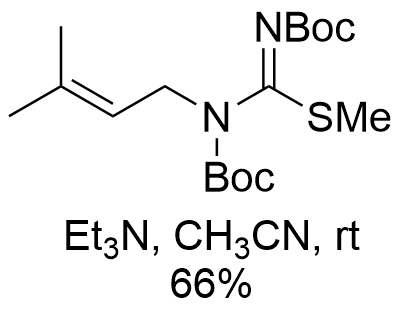 NBoc
N
SMe
Boc
Et₃N, CH₃CN, rt
66%